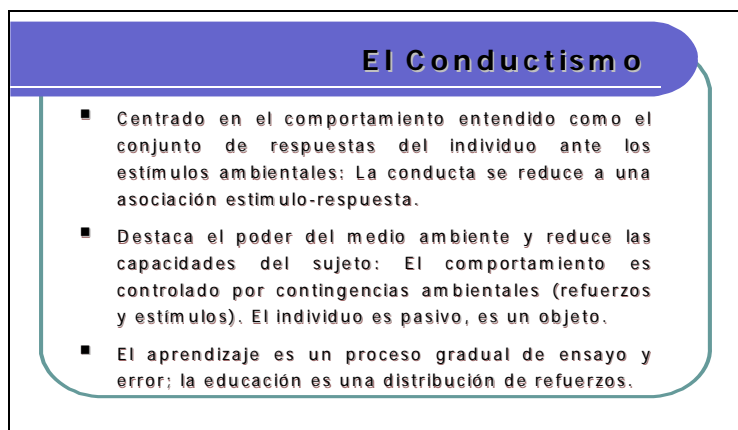 El Conductismo
▪ Centrado en el comportamiento entendido como el
conjunto de respuestas del individuo ante los
estímulos ambientales: La conducta se reduce a una
asociación estimulo-respuesta.
▪ Destaca el poder del medio ambiente y reduce las
capacidades del sujeto: El comportamiento es
controlado por contingencias ambientales (refuerzos
y estímulos). El individuo es pasivo, es un objeto.
▪ El aprendizaje es un proceso gradual de ensayo y
error; la educación es una distribución de refuerzos.